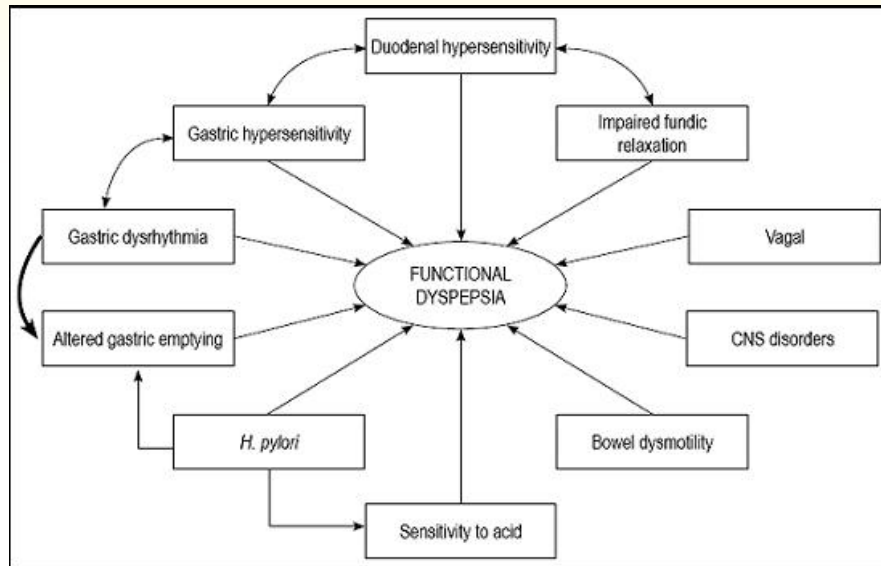 Duodenal hypersensitivity
Gastric hypersensitivity
Impaired fundic
relaxation
Gastric dysrhythmia
Vagal
FUNCTIONAL
DYSPEPSIA
Altered gastric emptying
CNS disorders
H. pylori
Bowel dysmotility
Sensitivity to acid